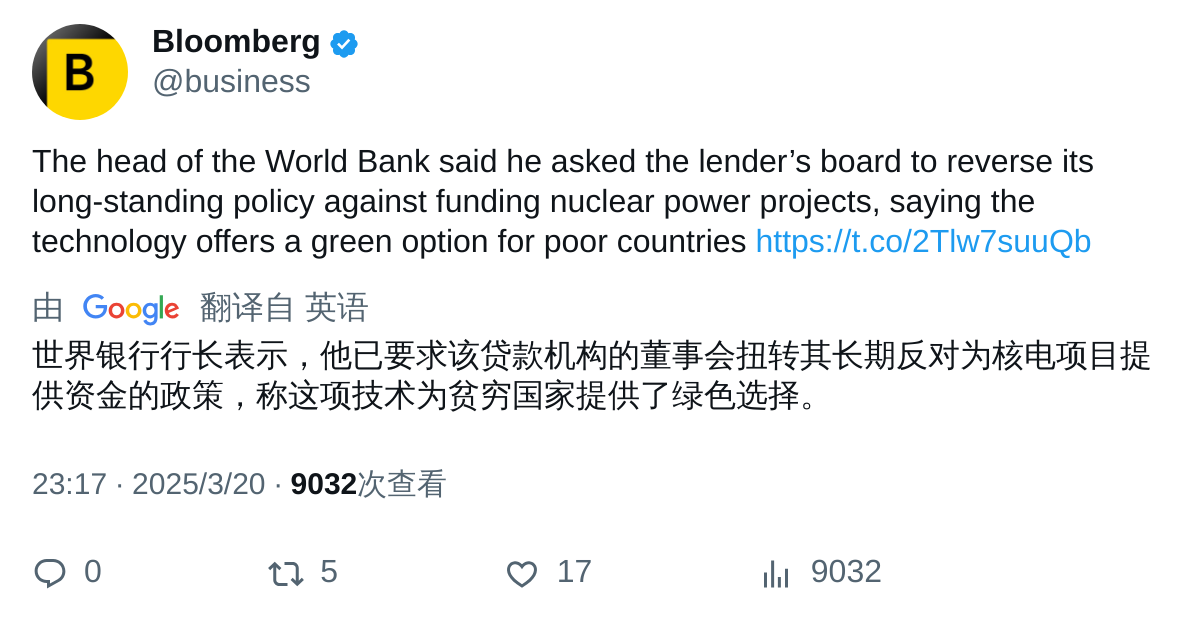 B
Bloomberg
@business
The head of the World Bank said he asked the lender’s board to reverse its
long-standing policy against funding nuclear power projects, saying the
technology offers a green option for poor countries https://t.co/2Tlw7suuQb
由 Google 翻译自 英语
世界银行行长表示，他已要求该贷款机构的董事会扭转其长期反对为核电项目提
供资金的政策，称这项技术为贫穷国家提供了绿色选择。
23:17 · 2025/3/20 · 9032次查看
0 5 17 9032